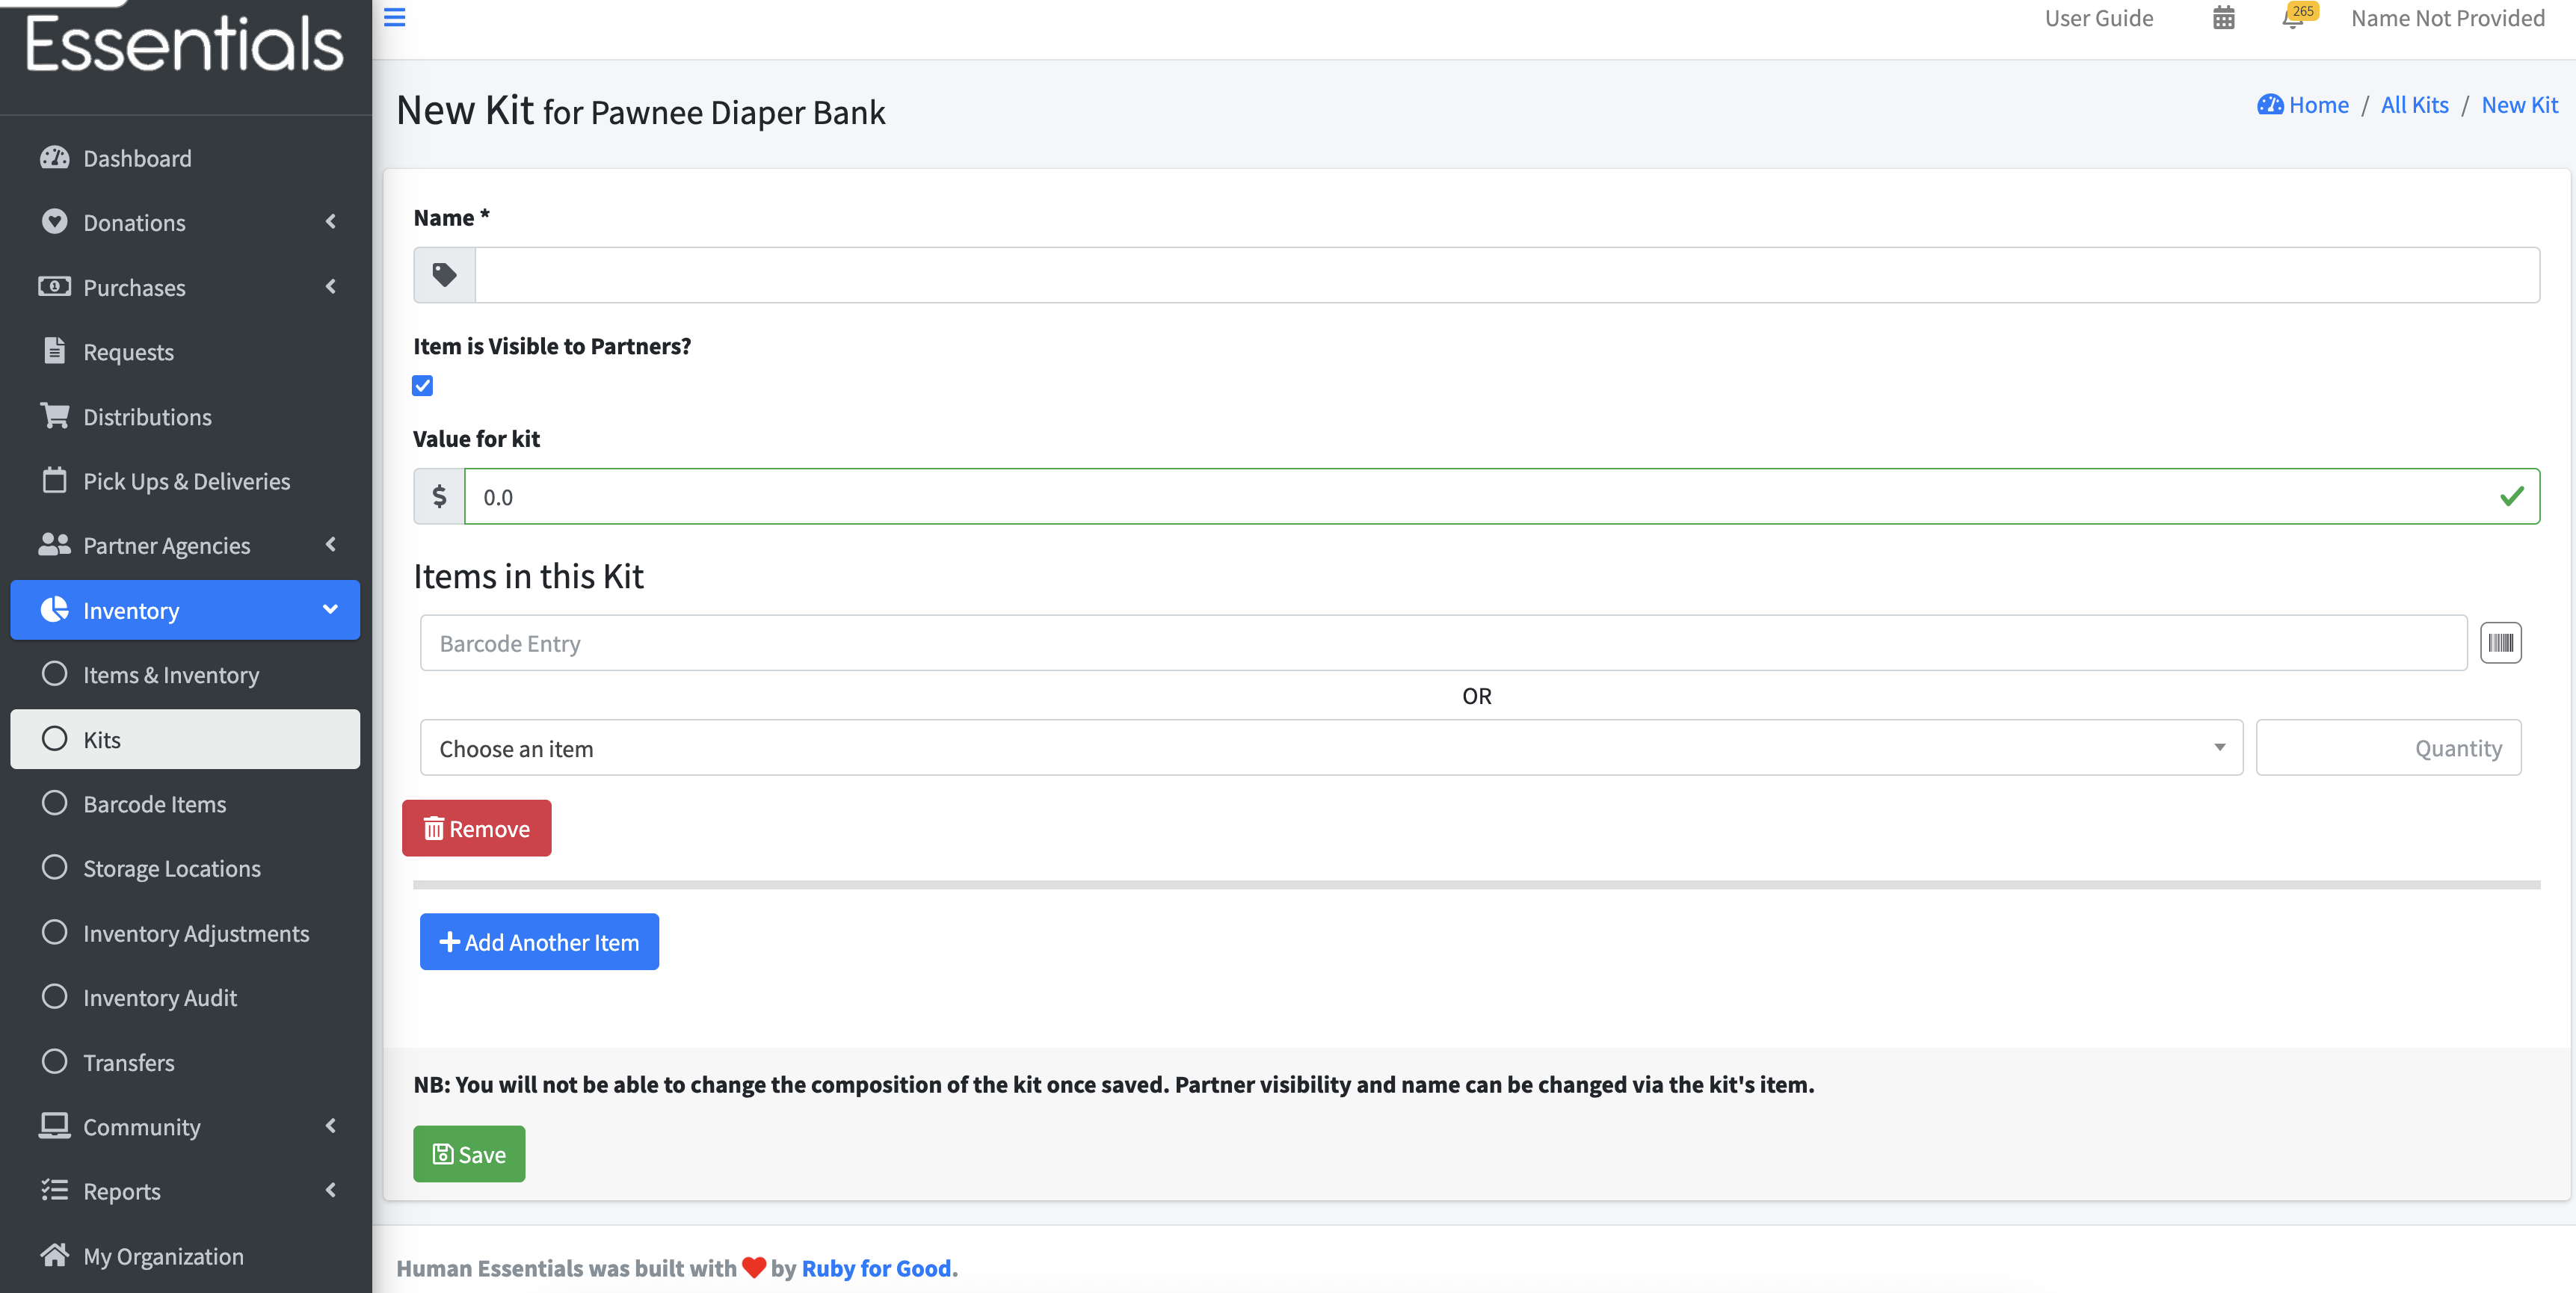 Essentials
User Guide
265
Name Not Provided
New Kit for Pawnee Diaper Bank
Home / All Kits / New Kit
Dashboard
Donations
Purchases
Requests
Distributions
Pick Ups & Deliveries
Partner Agencies
Inventory
Items & Inventory
Kits
Barcode Items
Storage Locations
Inventory Adjustments
Inventory Audit
Transfers
Community
Reports
My Organization
Name *
Item is Visible to Partners?
Value for kit
$ 0.0
Items in this Kit
Barcode Entry
OR
Choose an item
Quantity
Remove
Add Another Item
NB: You will not be able to change the composition of the kit once saved. Partner visibility and name can be changed via the kit's item.
Save
Human Essentials was built with ❤ by Ruby for Good.